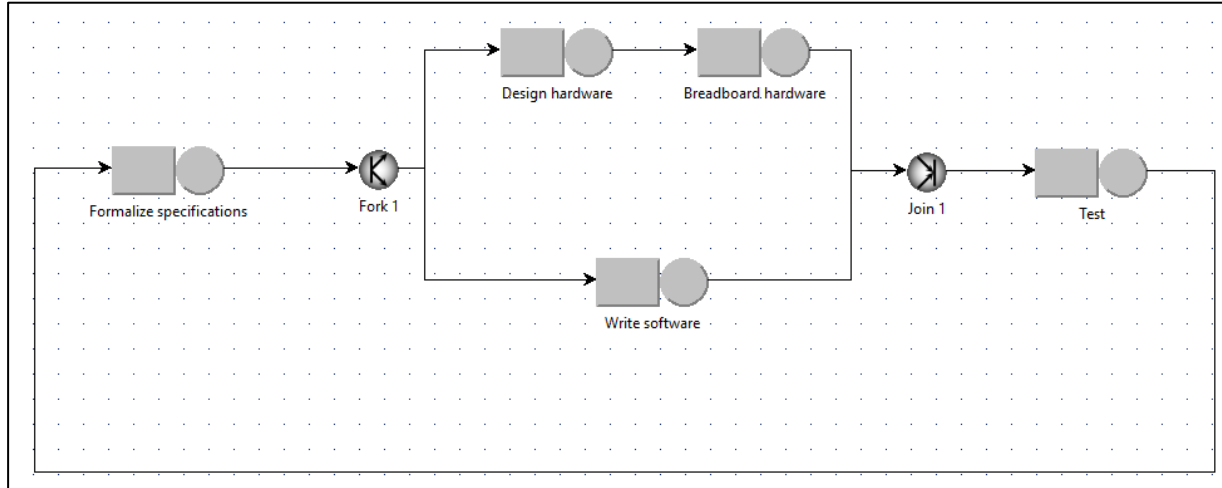 Design hardware
Breadboard hardware
Formalize specifications
Fork 1
Join 1
Test
Write software